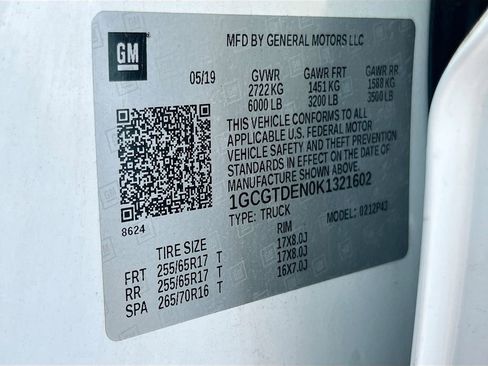 GM
MFD BY GENERAL MOTORS LLC
05/19 GVWR GAWR FRT GAWR RR
2722 KG 1451 KG 1588 KG
6000 LB 3200 LB 3500 LB
THIS VEHICLE CONFORMS TO ALL
APPLICABLE U.S. FEDERAL MOTOR
VEHICLE SAFETY AND THEFT PREVENTION
STANDARDS IN EFFECT ON THE DATE OF
MANUFACTURE SHOWN ABOVE.
1GCGTDEN0K1321602
8624 TYPE: TRUCK MODEL: 0212P43
TIRE SIZE RIM
FRT 255/65R17 T 17X8.0J
RR 255/65R17 T 17X8.0J
SPA 265/70R16 T 16X7.0J